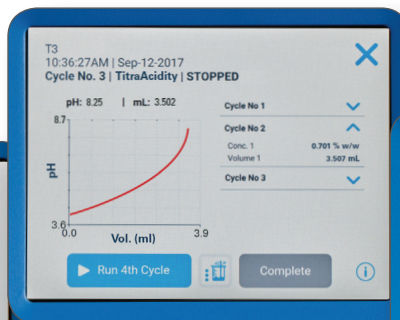 T3
10:36:27AM | Sep-12-2017
Cycle No. 3 | TitraAcidity | STOPPED
pH: 8.25 | mL: 3.502
8.7
pH
3.6
0.0
3.9
Vol. (ml)
Cycle No 1
Cycle No 2
Conc. 1 0.701 % w/w
Volume 1 3.507 mL
Cycle No 3
Run 4th Cycle
Complete
i